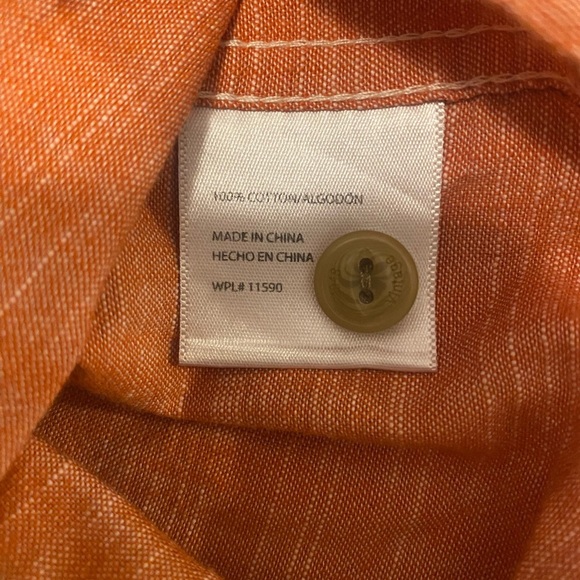 100% COTTON/ALGODÓN
MADE IN CHINA
HECHO EN CHINA
WPL# 11590